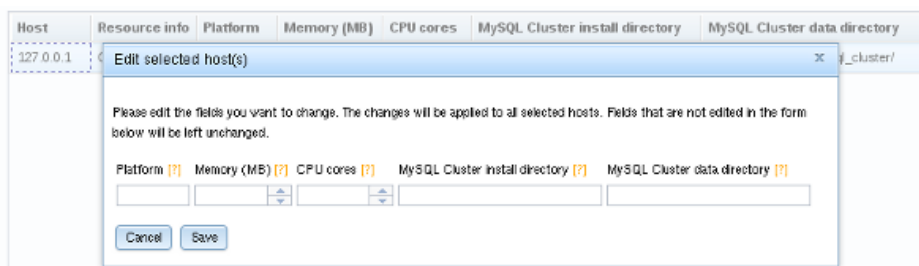 Host Resource info Platform Memory (MB) CPU cores MySQL Cluster install directory MySQL Cluster data directory
127.0.0.1
Edit selected host(s) x
Please edit the fields you want to change. The changes will be applied to all selected hosts. Fields that are not edited in the form
below will be left unchanged.
Platform [?] Memory (MB) [?] CPU cores [?] MySQL Cluster install directory [?] MySQL Cluster data directory [?]
Cancel Save